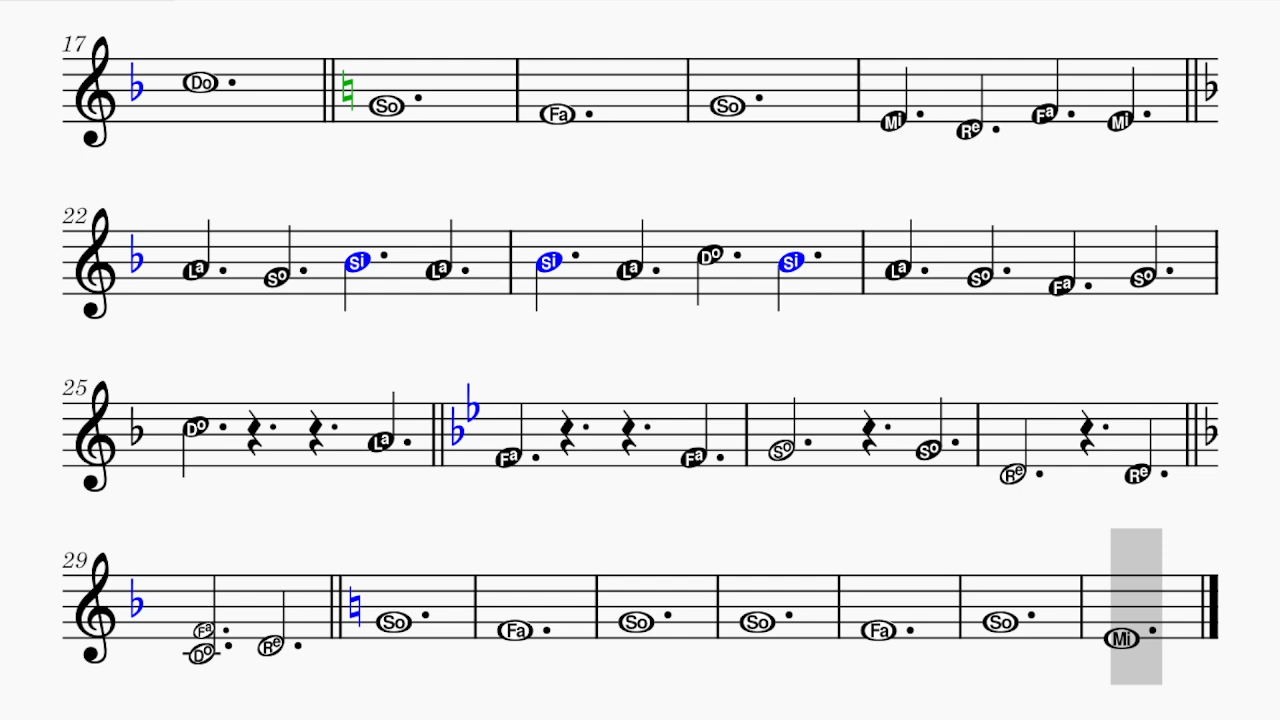 17
Do So Fa So Mi Re Fa Mi
22
La So Si La Si La Do Si La So Fa So
25
Do La Fa Fa So So Re Re
29
Fa
Do Re So Fa So So Fa So Mi